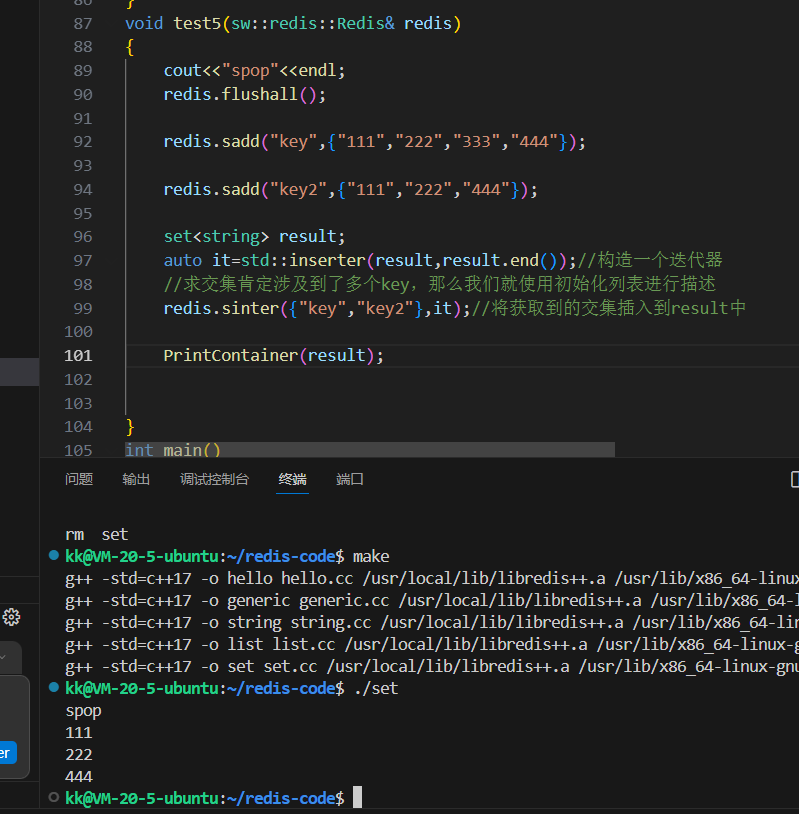 86 }
87 void test5(sw::redis::Redis& redis)
88 {
89 cout<<"spop"<<endl;
90 redis.flushall();
91
92 redis.sadd("key",{"111","222","333","444"});
93
94 redis.sadd("key2",{"111","222","444"});
95
96 set<string> result;
97 auto it=std::inserter(result,result.end());//构造一个迭代器
98 //求交集肯定涉及到了多个key，那么我们就使用初始化列表进行描述
99 redis.sinter({"key","key2"},it);//将获取到的交集插入到result中
100
101 PrintContainer(result);
102
103
104 }
105 int main()
问题 输出 调试控制台 终端 端口
rm set
kk@VM-20-5-ubuntu:~/redis-code$ make
g++ -std=c++17 -o hello hello.cc /usr/local/lib/libredis++.a /usr/lib/x86_64-linux
g++ -std=c++17 -o generic generic.cc /usr/local/lib/libredis++.a /usr/lib/x86_64-l
g++ -std=c++17 -o string string.cc /usr/local/lib/libredis++.a /usr/lib/x86_64-lin
g++ -std=c++17 -o list list.cc /usr/local/lib/libredis++.a /usr/lib/x86_64-linux-g
g++ -std=c++17 -o set set.cc /usr/local/lib/libredis++.a /usr/lib/x86_64-linux-gnu
kk@VM-20-5-ubuntu:~/redis-code$ ./set
spop
111
er
222
444
kk@VM-20-5-ubuntu:~/redis-code$